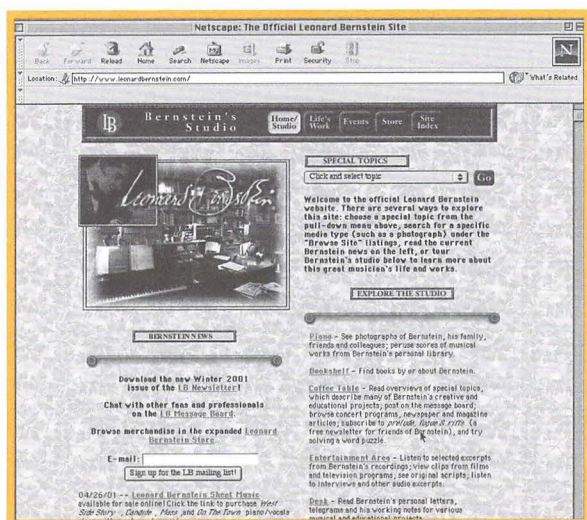 Netscape: The Official Leonard Bernstein Site
Back Forward Reload Home Search Netscape Images Print Security Stop
N
Location: http://www.leonardbernstein.com/ What's Related
LB
Bernstein's
Studio
Home/
Studio
Life's
Work
Events
Store
Site
Index
Leonard Bernstein
SPECIAL TOPICS
Click and select topic Go
Welcome to the official Leonard Bernstein
website. There are several ways to explore
this site: choose a special topic from the
pull-down menu above, search for a specific
media type (such as a photograph) under the
"Browse Site" listings, read the current
Bernstein news on the left, or tour
Bernstein's studio below to learn more about
this great musician's life and works.
BERNSTEIN NEWS
Download the new Winter 2001
issue of the LB Newsletter!
Chat with other fans and professionals
on the LB Message Board.
Browse merchandise in the expanded Leonard
Bernstein Store.
E-mail:
Sign up for the LB mailing list!
04/26/01 -- Leonard Bernstein Sheet Music
available for sale online! Click the link to purchase West
Side Story, Candide, Mass and On The Town piano/vocals
EXPLORE THE STUDIO
Piano - See photographs of Bernstein, his family,
friends and colleagues; peruse scores of musical
works from Bernstein's personal library.
Bookshelf - Find books by or about Bernstein.
Coffee Table - Read overviews of special topics,
which describe many of Bernstein's creative and
educational projects; post on the message board;
browse concert programs, newspaper and magazine
articles; subscribe to prelude, fugue & riffs (a
free newsletter for friends of Bernstein), and try
solving a word puzzle.
Entertainment Area - Listen to selected excerpts
from Bernstein's recordings; view clips from films
and television programs, see original scripts; listen
to interviews and other audio excerpts.
Desk - Read Bernstein's personal letters,
telegrams and his working notes for various
musical and educational projects.